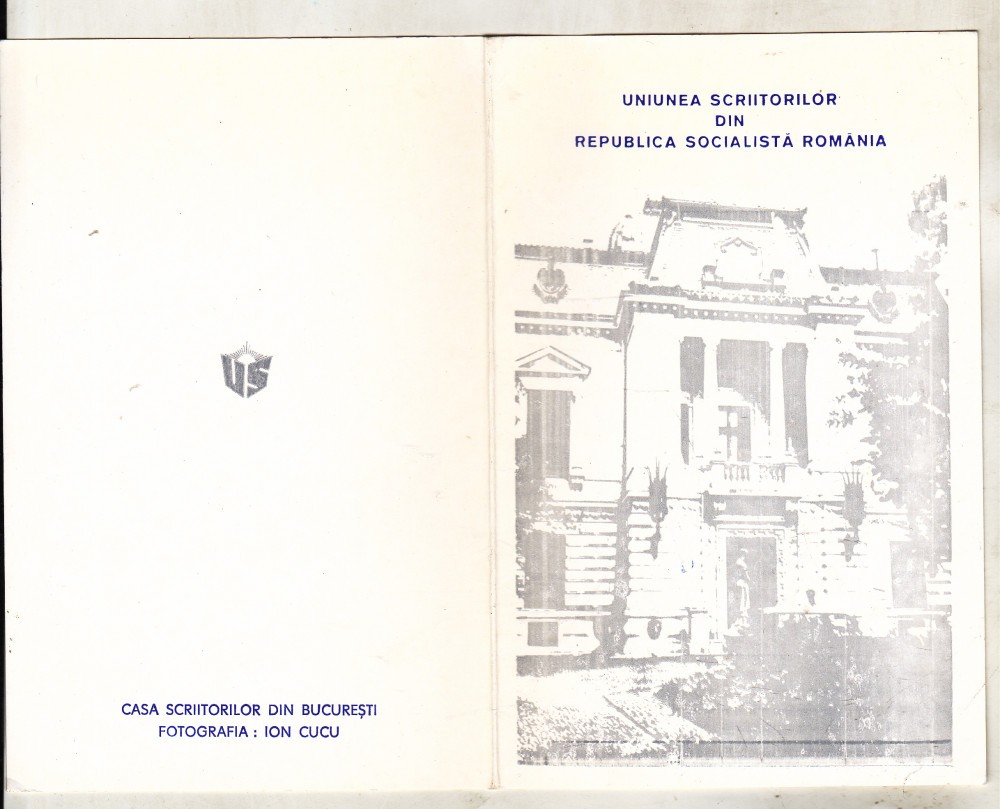 UNIUNEA SCRIITORILOR
DIN
REPUBLICA SOCIALISTĂ ROMÂNIA
US
CASA SCRIITORILOR DIN BUCUREȘTI
FOTOGRAFIA : ION CUCU